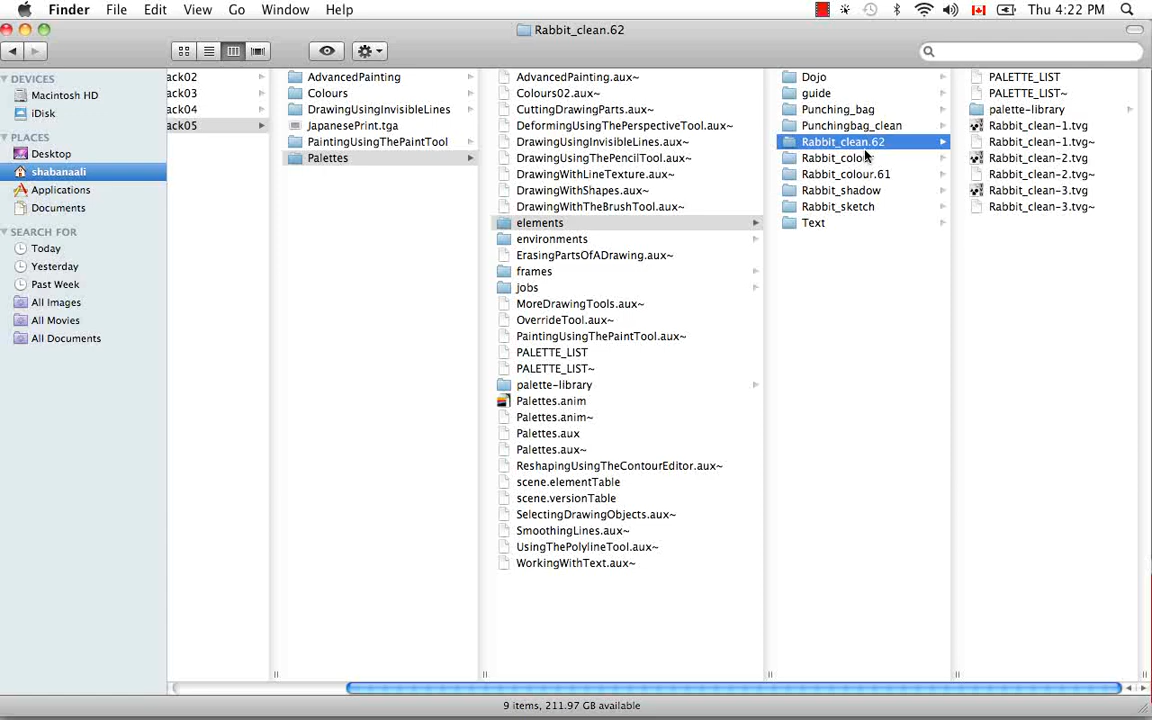 Finder File Edit View Go Window Help Thu 4:22 PM
Rabbit_clean.62
DEVICES
Macintosh HD
iDisk
PLACES
Desktop
shabanaali
Applications
Documents
SEARCH FOR
Today
Yesterday
Past Week
All Images
All Movies
All Documents
ack02
ack03
ack04
ack05
AdvancedPainting
Colours
DrawingUsingInvisibleLines
JapanesePrint.tga
PaintingUsingThePaintTool
Palettes
AdvancedPainting.aux~
Colours02.aux~
CuttingDrawingParts.aux~
DeformingUsingThePerspectiveTool.aux~
DrawingUsingInvisibleLines.aux~
DrawingUsingThePencilTool.aux~
DrawingWithLineTexture.aux~
DrawingWithShapes.aux~
DrawingWithTheBrushTool.aux~
elements
environments
ErasingPartsOfADrawing.aux~
frames
jobs
MoreDrawingTools.aux~
OverrideTool.aux~
PaintingUsingThePaintTool.aux~
PALETTE_LIST
PALETTE_LIST~
palette-library
Palettes.anim
Palettes.anim~
Palettes.aux
Palettes.aux~
ReshapingUsingTheContourEditor.aux~
scene.elementTable
scene.versionTable
SelectingDrawingObjects.aux~
SmoothingLines.aux~
UsingThePolylineTool.aux~
WorkingWithText.aux~
Dojo
guide
Punching_bag
Punchingbag_clean
Rabbit_clean.62
Rabbit_colou
Rabbit_colour.61
Rabbit_shadow
Rabbit_sketch
Text
PALETTE_LIST
PALETTE_LIST~
palette-library
Rabbit_clean-1.tvg
Rabbit_clean-1.tvg~
Rabbit_clean-2.tvg
Rabbit_clean-2.tvg~
Rabbit_clean-3.tvg
Rabbit_clean-3.tvg~
9 items, 211.97 GB available